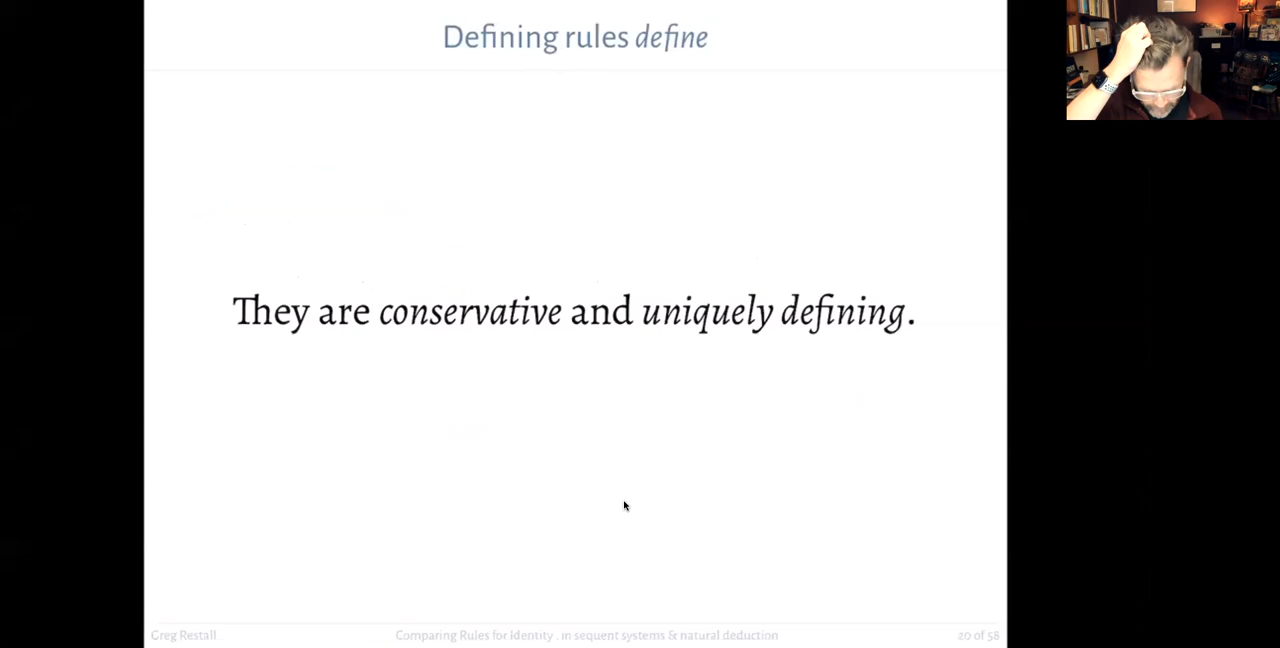 Defining rules define
They are conservative and uniquely defining.
Greg Restall Comparing Rules for Identity . in sequent systems & natural deduction 20 of 58